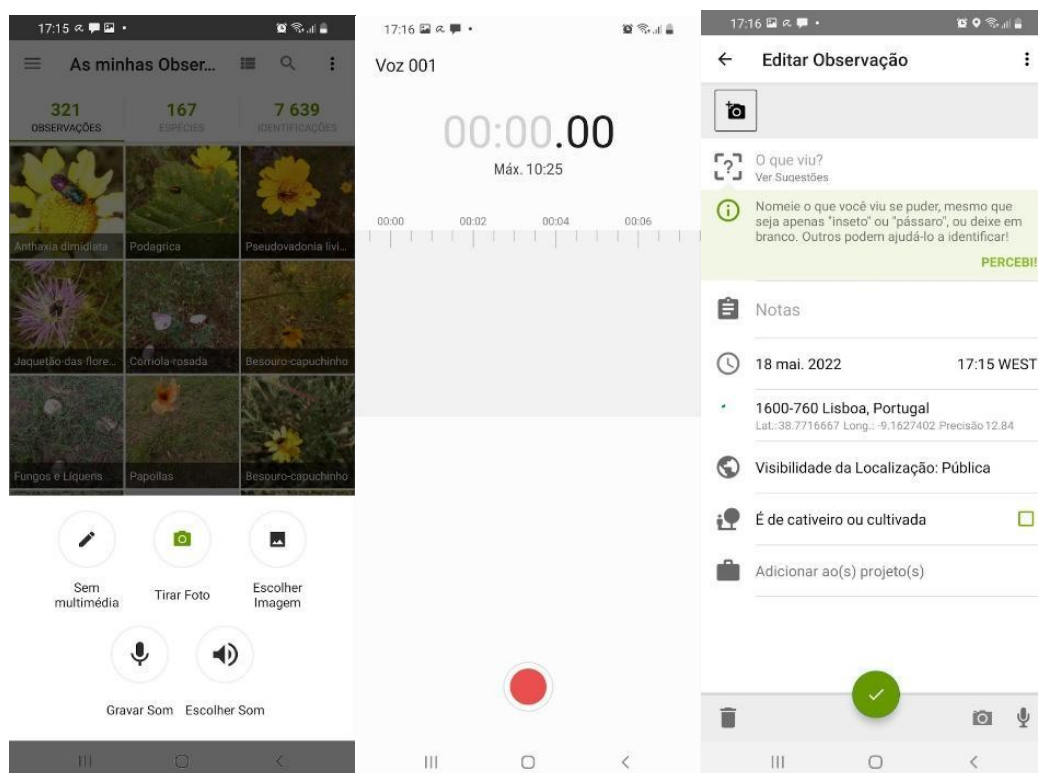 17:15
As minhas Obser...
321
OBSERVAÇÕES
167
ESPÉCIES
7 639
IDENTIFICAÇÕES
Anthaxia dimidiata
Podagrica
Pseudovadonia livi...
Jaquetão-das-flore...
Corriola-rosada
Besouro-capuchinho
Fungos e Líquens
Papoilas
Besouro-capuchinho
Sem
multimédia
Tirar Foto
Escolher
Imagem
Gravar Som
Escolher Som
17:16
Voz 001
00:00.00
Máx. 10:25
00:00
00:02
00:04
00:06
17:16
Editar Observação
O que viu?
Ver Sugestões
Nomeie o que você viu se puder, mesmo que
seja apenas "inseto" ou "pássaro", ou deixe em
branco. Outros podem ajudá-lo a identificar!
PERCEBI!
Notas
18 mai. 2022
17:15 WEST
1600-760 Lisboa, Portugal
Lat.:38.7716667 Long.: -9.1627402 Precisão 12.84
Visibilidade da Localização: Pública
É de cativeiro ou cultivada
Adicionar ao(s) projeto(s)